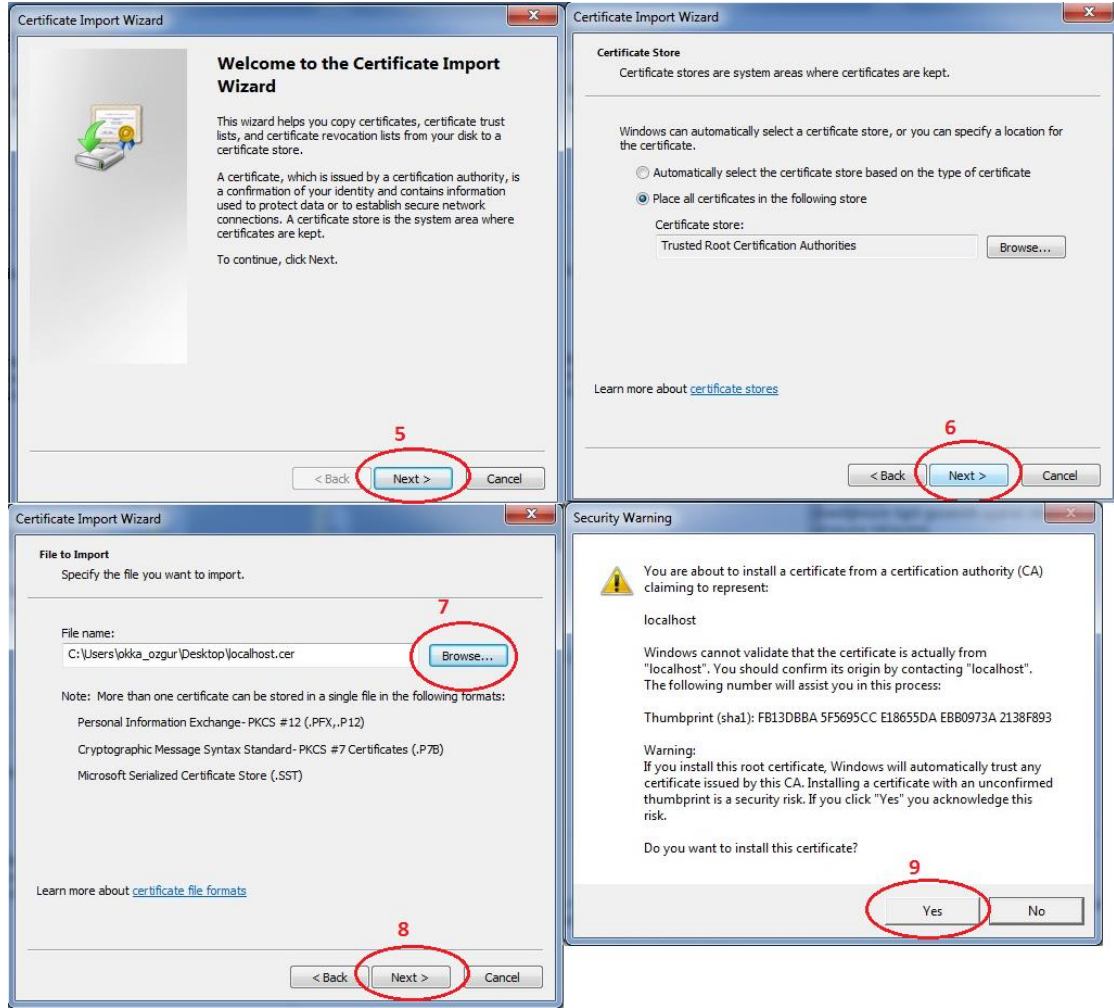 Certificate Import Wizard
Welcome to the Certificate Import
Wizard
This wizard helps you copy certificates, certificate trust
lists, and certificate revocation lists from your disk to a
certificate store.
A certificate, which is issued by a certification authority, is
a confirmation of your identity and contains information
used to protect data or to establish secure network
connections. A certificate store is the system area where
certificates are kept.
To continue, click Next.
5
< Back
Next >
Cancel
Certificate Import Wizard
Certificate Store
Certificate stores are system areas where certificates are kept.
Windows can automatically select a certificate store, or you can specify a location for
the certificate.
Automatically select the certificate store based on the type of certificate
Place all certificates in the following store
Certificate store:
Trusted Root Certification Authorities
Browse...
Learn more about certificate stores
6
< Back
Next >
Cancel
Certificate Import Wizard
File to Import
Specify the file you want to import.
7
File name:
C:\Users\okka_ozgur\Desktop\localhost.cer
Browse...
Note: More than one certificate can be stored in a single file in the following formats:
Personal Information Exchange- PKCS #12 (.PFX,.P12)
Cryptographic Message Syntax Standard- PKCS #7 Certificates (.P7B)
Microsoft Serialized Certificate Store (.SST)
Learn more about certificate file formats
8
< Back
Next >
Cancel
Security Warning
You are about to install a certificate from a certification authority (CA)
claiming to represent:
localhost
Windows cannot validate that the certificate is actually from
"localhost". You should confirm its origin by contacting "localhost".
The following number will assist you in this process:
Thumbprint (sha1): FB13DBBA 5F5695CC E18655DA EBB0973A 2138F893
Warning:
If you install this root certificate, Windows will automatically trust any
certificate issued by this CA. Installing a certificate with an unconfirmed
thumbprint is a security risk. If you click "Yes" you acknowledge this
risk.
Do you want to install this certificate?
9
Yes
No